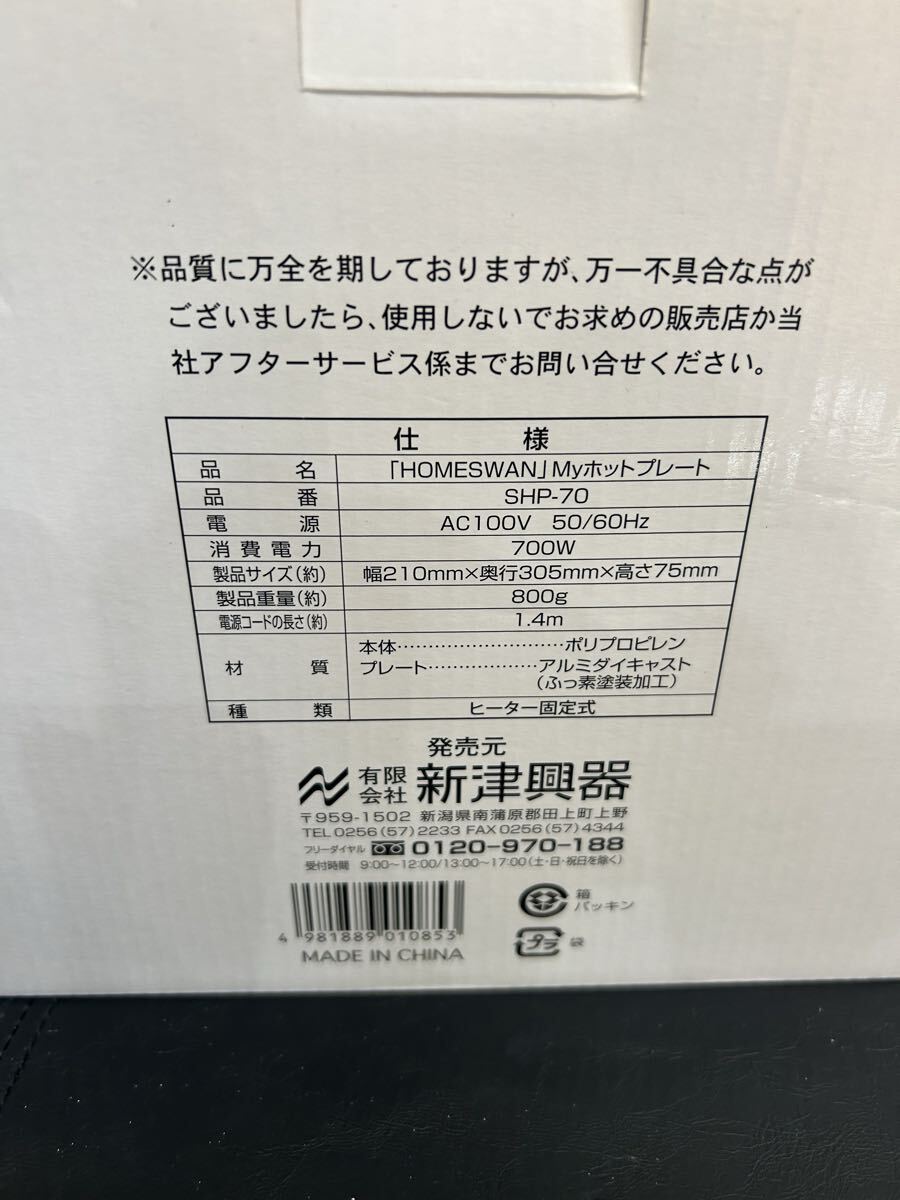 ※品質に万全を期しておりますが、万一不具合な点が
ございましたら、使用しないでお求めの販売店か当
社アフターサービス係までお問い合せください。
仕 様
品 名 「HOMESWAN」Myホットプレート
品 番 SHP-70
電 源 AC100V 50/60Hz
消費電力 700W
製品サイズ(約) 幅210mm×奥行305mm×高さ75mm
製品重量(約) 800g
電源コードの長さ(約) 1.4m
材 質 本体…………………………ポリプロピレン
プレート………………アルミダイキャスト
(ふっ素塗装加工)
種 類 ヒーター固定式
発売元
有限会社 新津興器
〒959-1502 新潟県南蒲原郡田上町上野
TEL0256(57)2233 FAX0256(57)4344
フリーダイヤル 0120-970-188
受付時間 9:00〜12:00/13:00〜17:00(土・日・祝日を除く)
4 981889 010853
MADE IN CHINA
箱
パッキン
プラ 袋